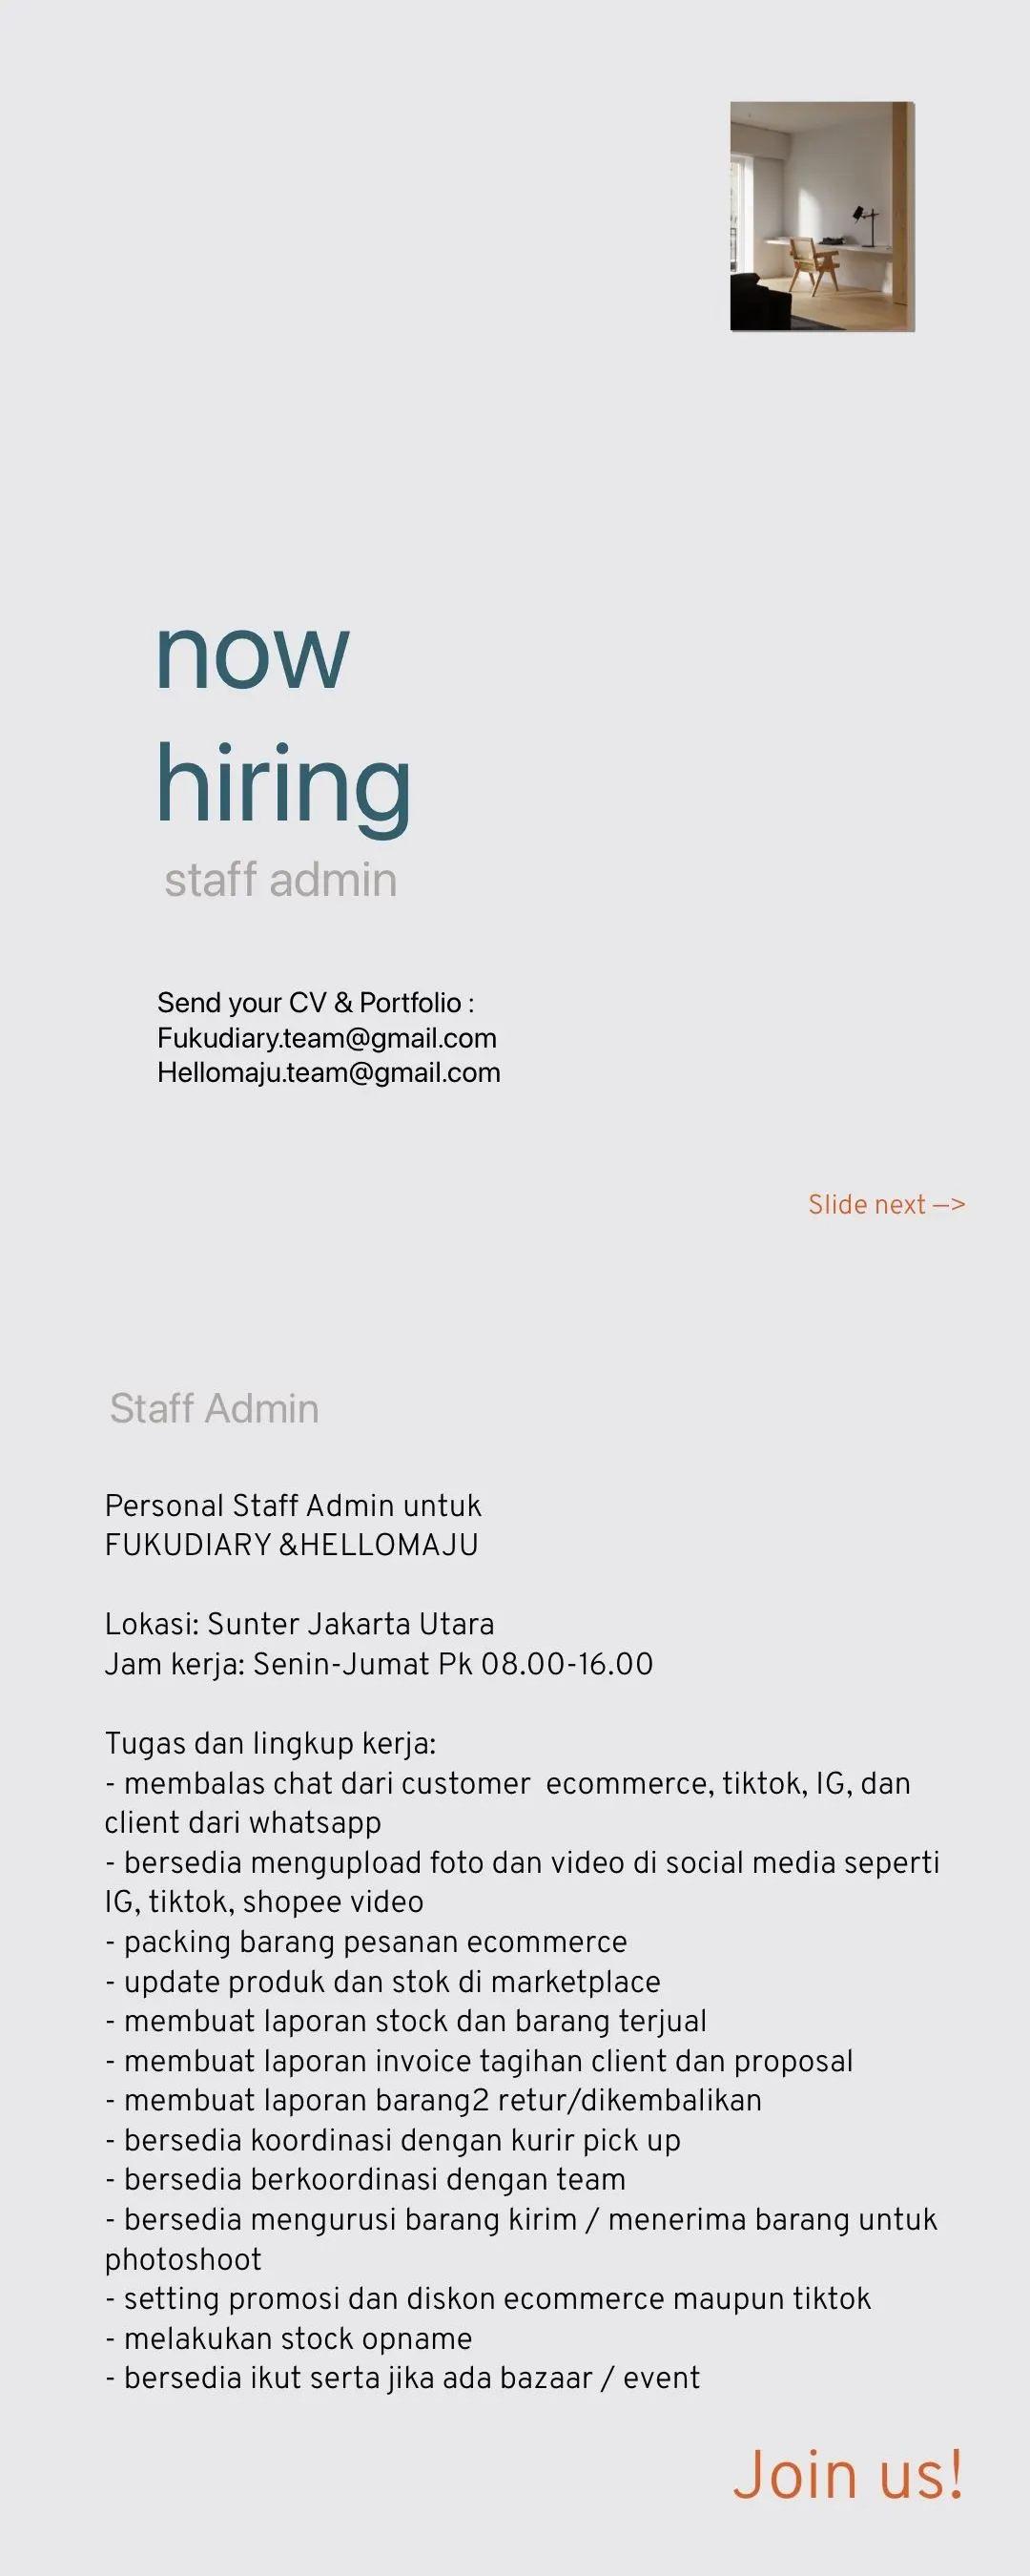 now
hiring
staff admin
Send your CV & Portfolio :
Fukudiary.team@gmail.com
Hellomaju.team@gmail.com
Slide next —>
Staff Admin
Personal Staff Admin untuk
FUKUDIARY &HELLOMAJU
Lokasi: Sunter Jakarta Utara
Jam kerja: Senin-Jumat Pk 08.00-16.00
Tugas dan lingkup kerja:
- membalas chat dari customer  ecommerce, tiktok, IG, dan
client dari whatsapp
- bersedia mengupload foto dan video di social media seperti
IG, tiktok, shopee video
- packing barang pesanan ecommerce
- update produk dan stok di marketplace
- membuat laporan stock dan barang terjual
- membuat laporan invoice tagihan client dan proposal
- membuat laporan barang2 retur/dikembalikan
- bersedia koordinasi dengan kurir pick up
- bersedia berkoordinasi dengan team
- bersedia mengurusi barang kirim / menerima barang untuk
photoshoot
- setting promosi dan diskon ecommerce maupun tiktok
- melakukan stock opname
- bersedia ikut serta jika ada bazaar / event
Join us!